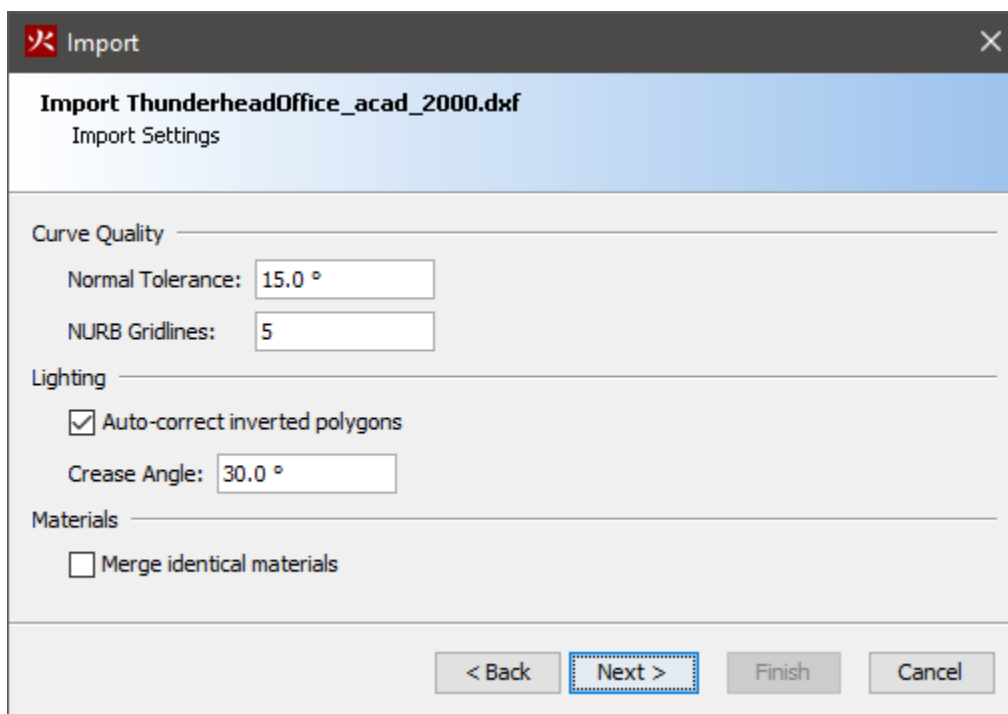 火 Import
Import ThunderheadOffice_acad_2000.dxf
Import Settings
Curve Quality
Normal Tolerance: 15.0 °
NURB Gridlines: 5
Lighting
Auto-correct inverted polygons
Crease Angle: 30.0 °
Materials
Merge identical materials
< Back Next > Finish Cancel